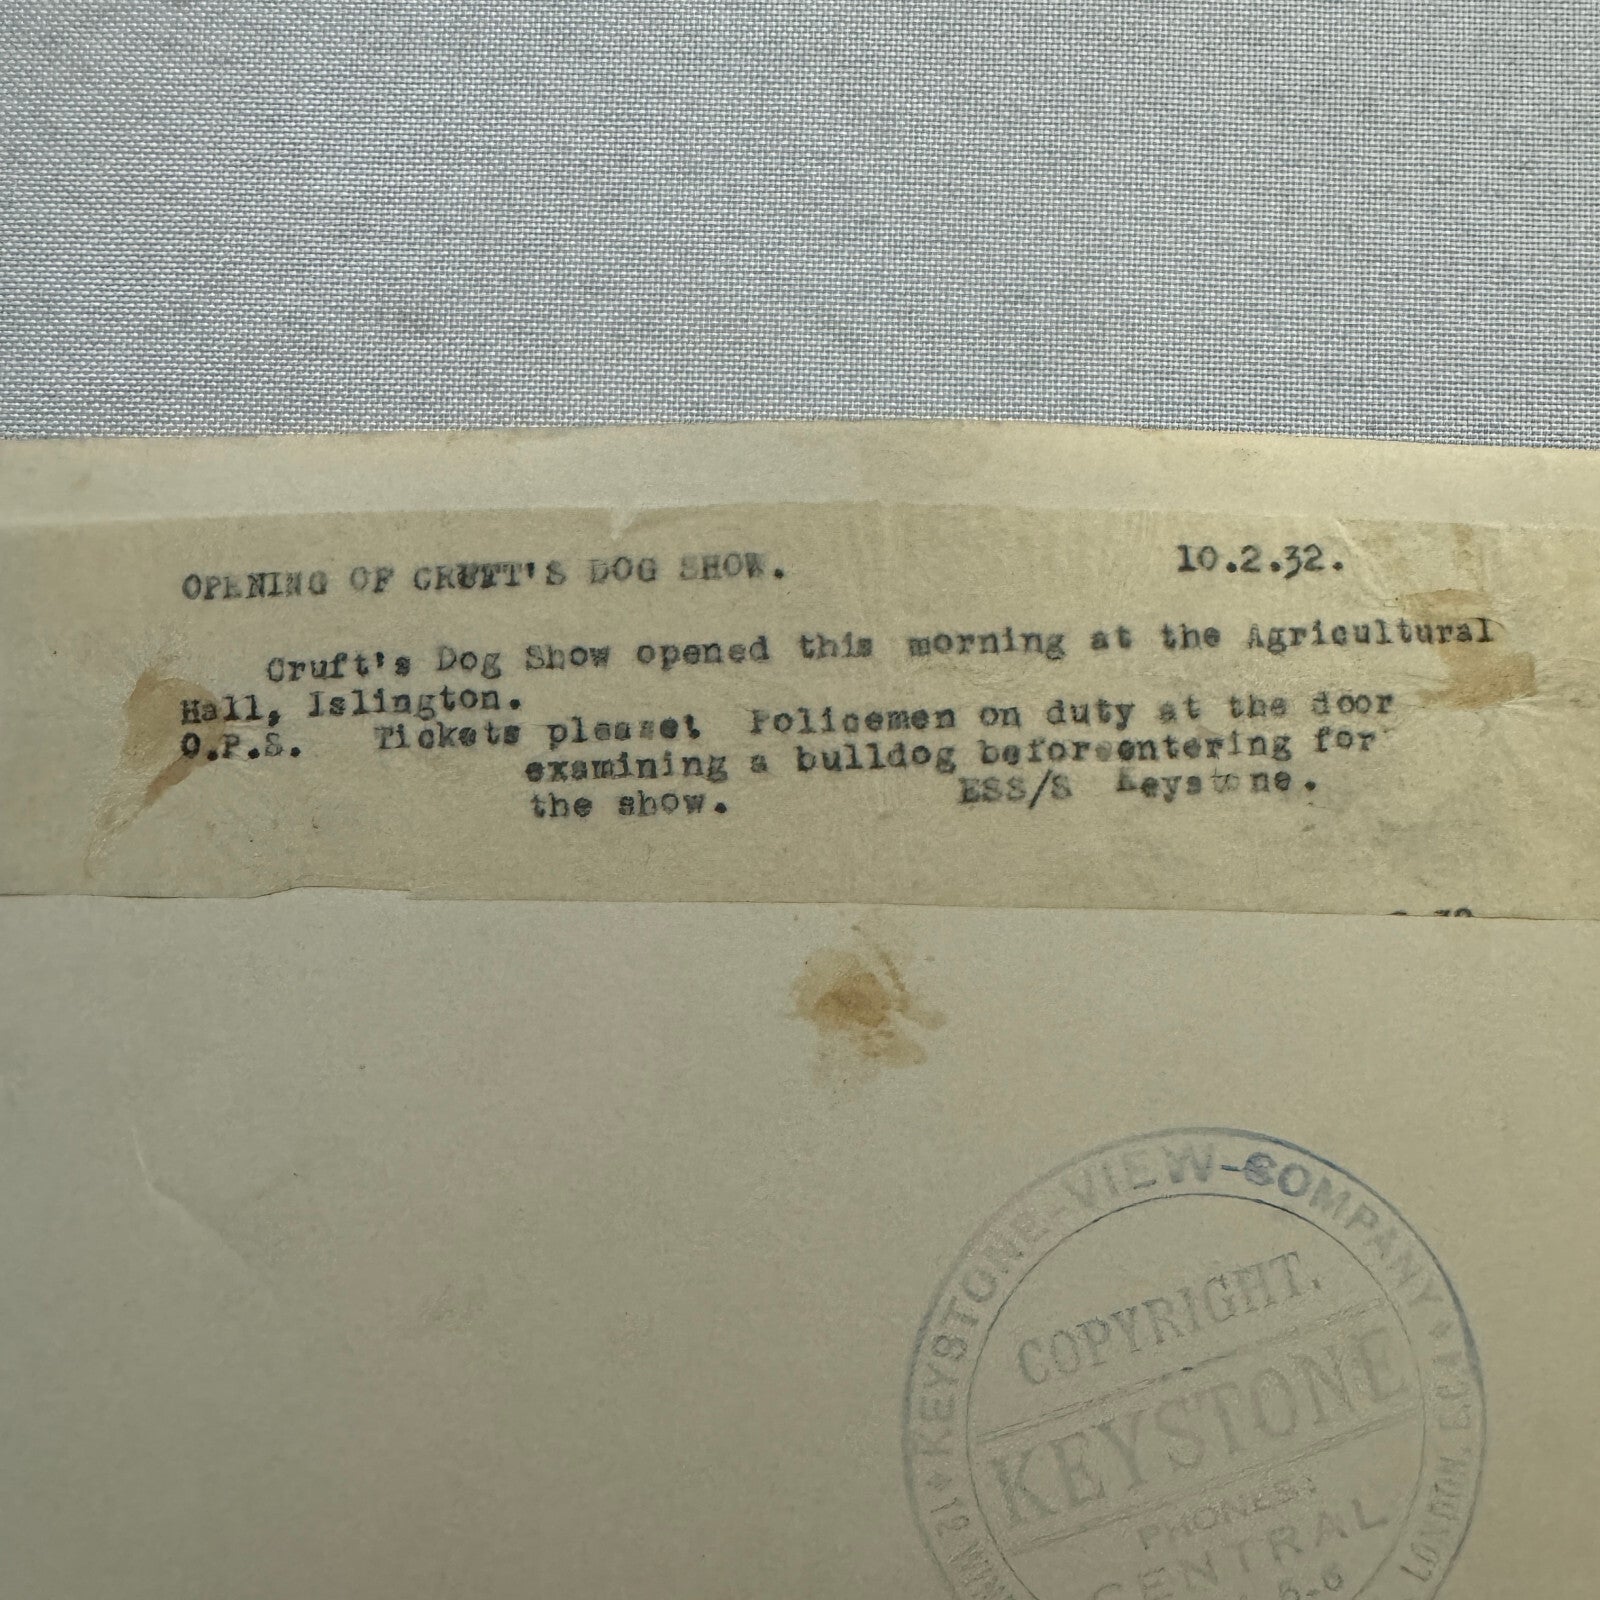 OPENING OF CRUFT'S DOG SHOW. 10.2.32.
Cruft's Dog Show opened this morning at the Agricultural
Hall, Islington.
O.P.S. Tickets please! Policemen on duty at the door
examining a bulldog beforeentering for
the show. ESS/S Keystone.
KEYSTONE-VIEW-COMPANY
COPYRIGHT.
KEYSTONE
PHONES:
CENTRAL
LONDON, E.C.4.